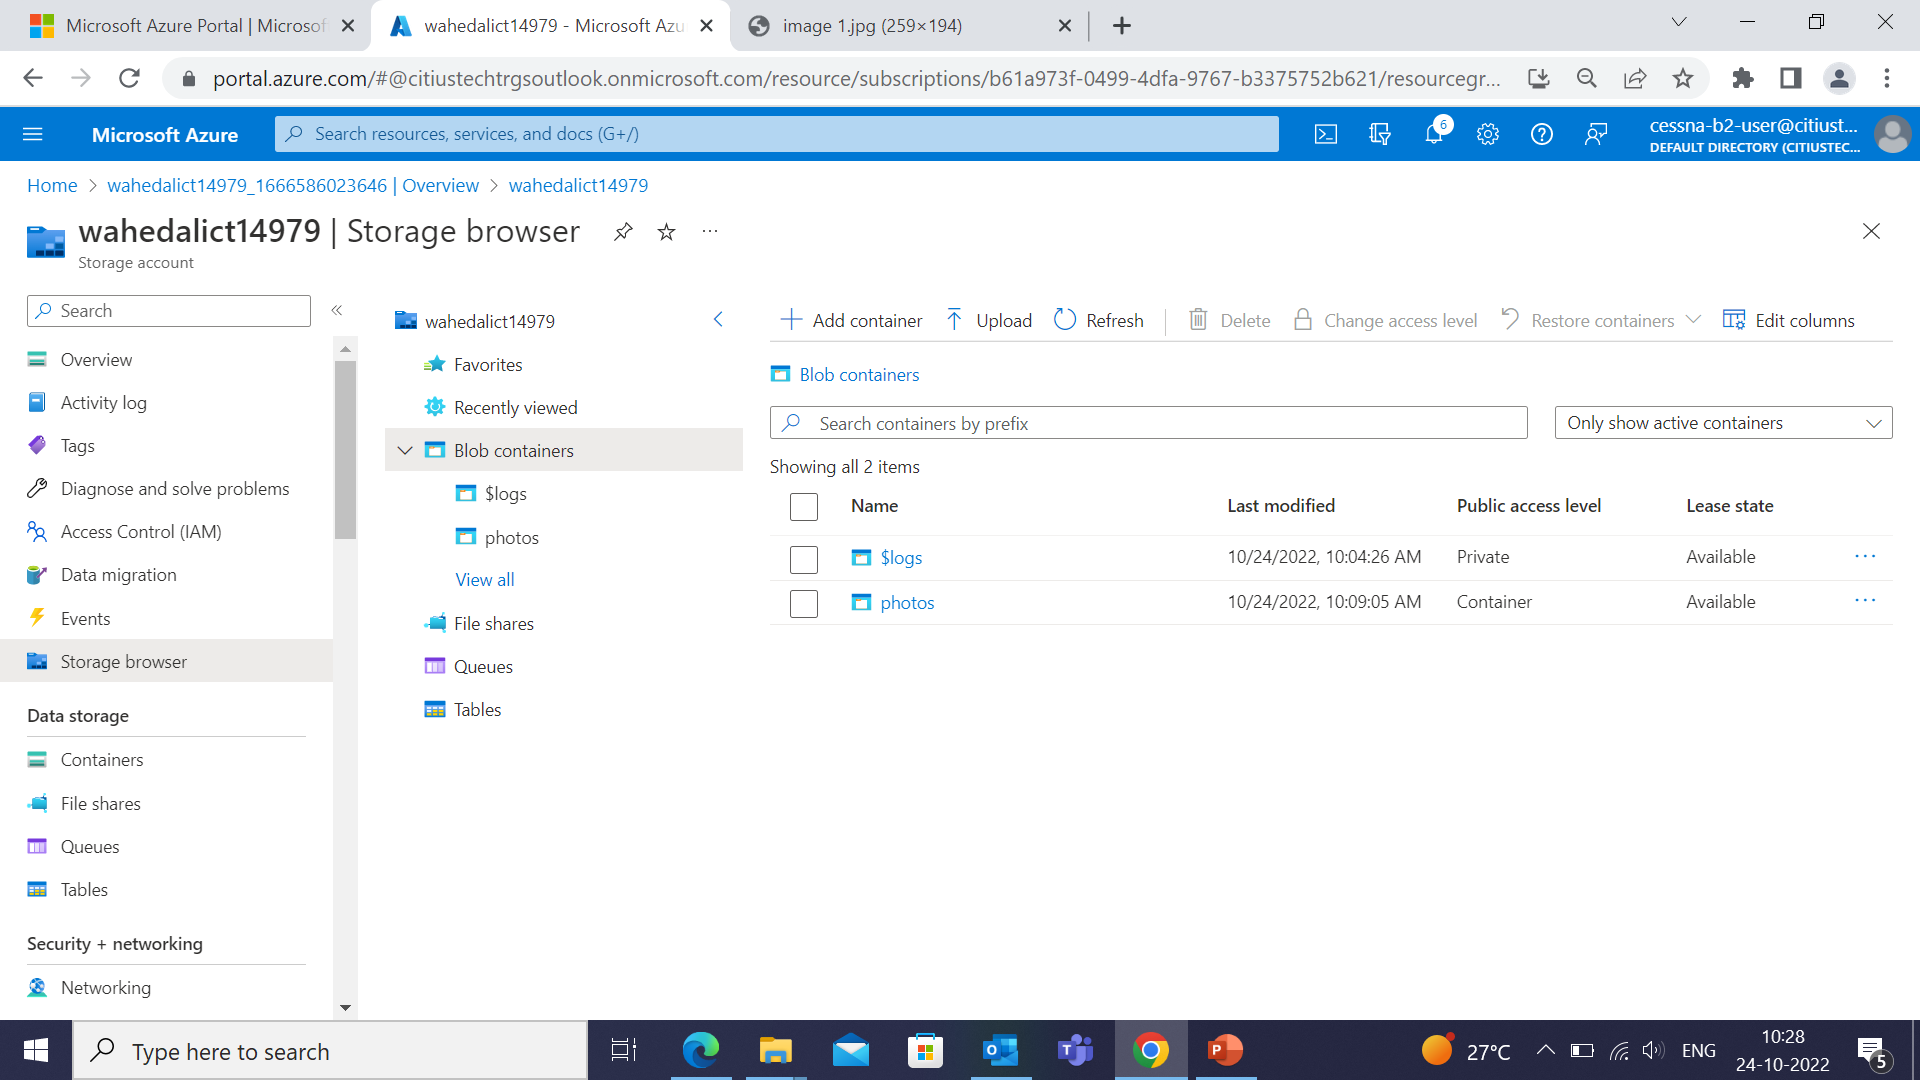 Microsoft Azure Portal | Microsof
wahedalict14979 - Microsoft Azu
image 1.jpg (259×194)
portal.azure.com/#@citiustechtrgsoutlook.onmicrosoft.com/resource/subscriptions/b61a973f-0499-4dfa-9767-b3375752b621/resourcegr...
Microsoft Azure
Search resources, services, and docs (G+/)
6
cessna-b2-user@citiust...
DEFAULT DIRECTORY (CITIUSTEC...
Home > wahedalict14979_1666586023646 | Overview > wahedalict14979
wahedalict14979 | Storage browser
Storage account
Search
Overview
Activity log
Tags
Diagnose and solve problems
Access Control (IAM)
Data migration
Events
Storage browser
Data storage
Containers
File shares
Queues
Tables
Security + networking
Networking
wahedalict14979
Favorites
Recently viewed
Blob containers
$logs
photos
View all
File shares
Queues
Tables
Add container Upload Refresh Delete Change access level Restore containers Edit columns
Blob containers
Search containers by prefix
Only show active containers
Showing all 2 items
Name Last modified Public access level Lease state
$logs 10/24/2022, 10:04:26 AM Private Available
photos 10/24/2022, 10:09:05 AM Container Available
Type here to search
27°C
ENG
10:28
24-10-2022
5